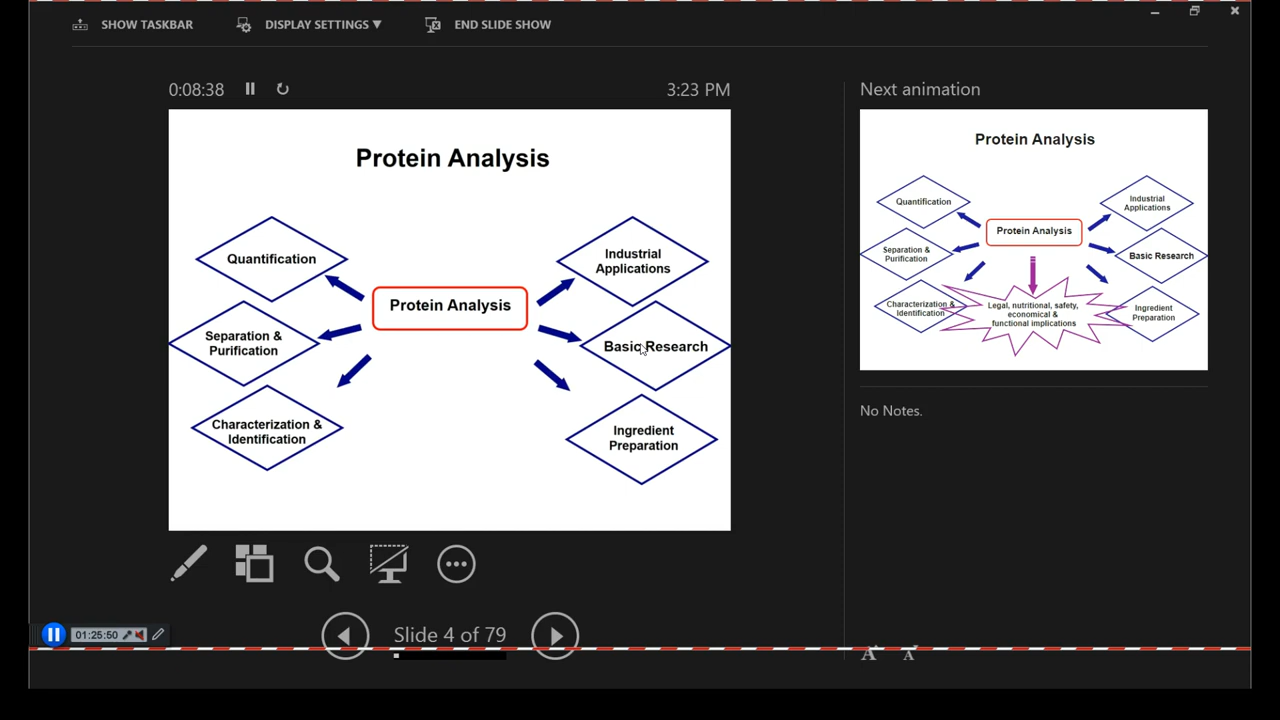 SHOW TASKBAR
DISPLAY SETTINGS ▼
END SLIDE SHOW
0:08:38
3:23 PM
Protein Analysis
Quantification
Separation &
Purification
Characterization &
Identification
Protein Analysis
Industrial
Applications
Basic Research
Ingredient
Preparation
Slide 4 of 79
01:25:50
Next animation
Protein Analysis
Quantification
Separation &
Purification
Characterization &
Identification
Protein Analysis
Legal, nutritional, safety,
economical &
functional implications
Industrial
Applications
Basic Research
Ingredient
Preparation
No Notes.
A A